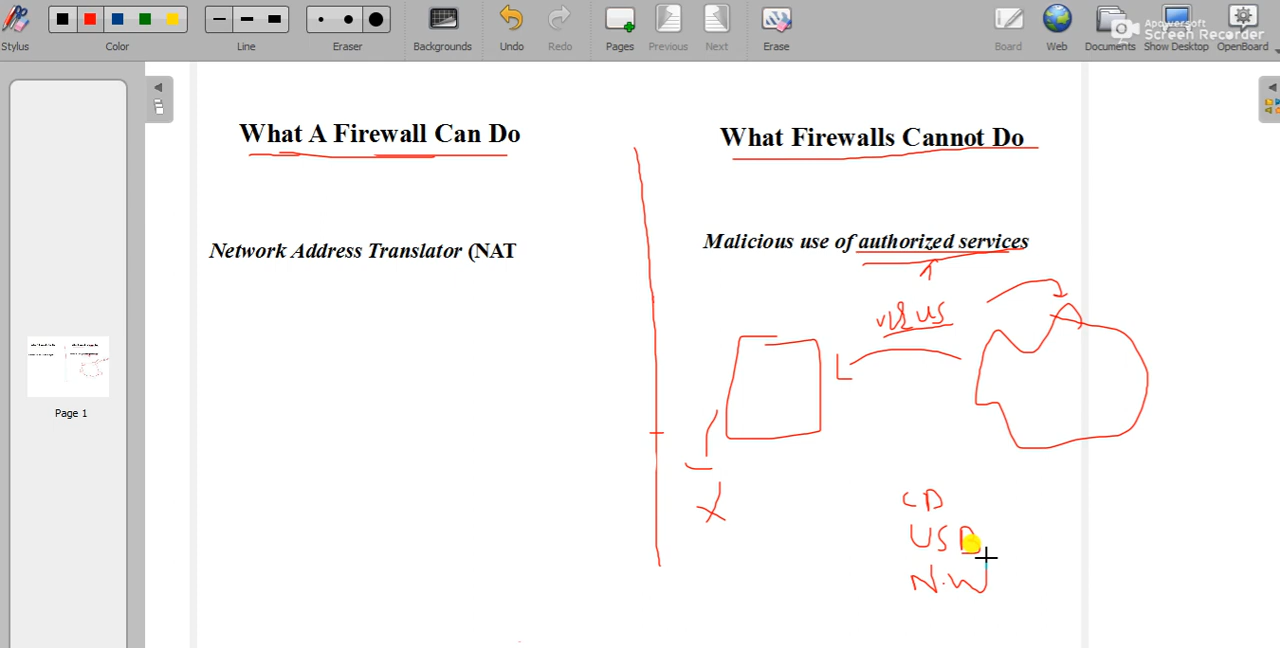 Stylus Color Line Eraser Backgrounds Undo Redo Pages Previous Next Erase Board Web Documents Show Desktop OpenBoard
Apowersoft
Screen Recorder
What A Firewall Can Do
What Firewalls Cannot Do
Network Address Translator (NAT
Malicious use of authorized services
virus
X
CD
USB
N.W
Page 1